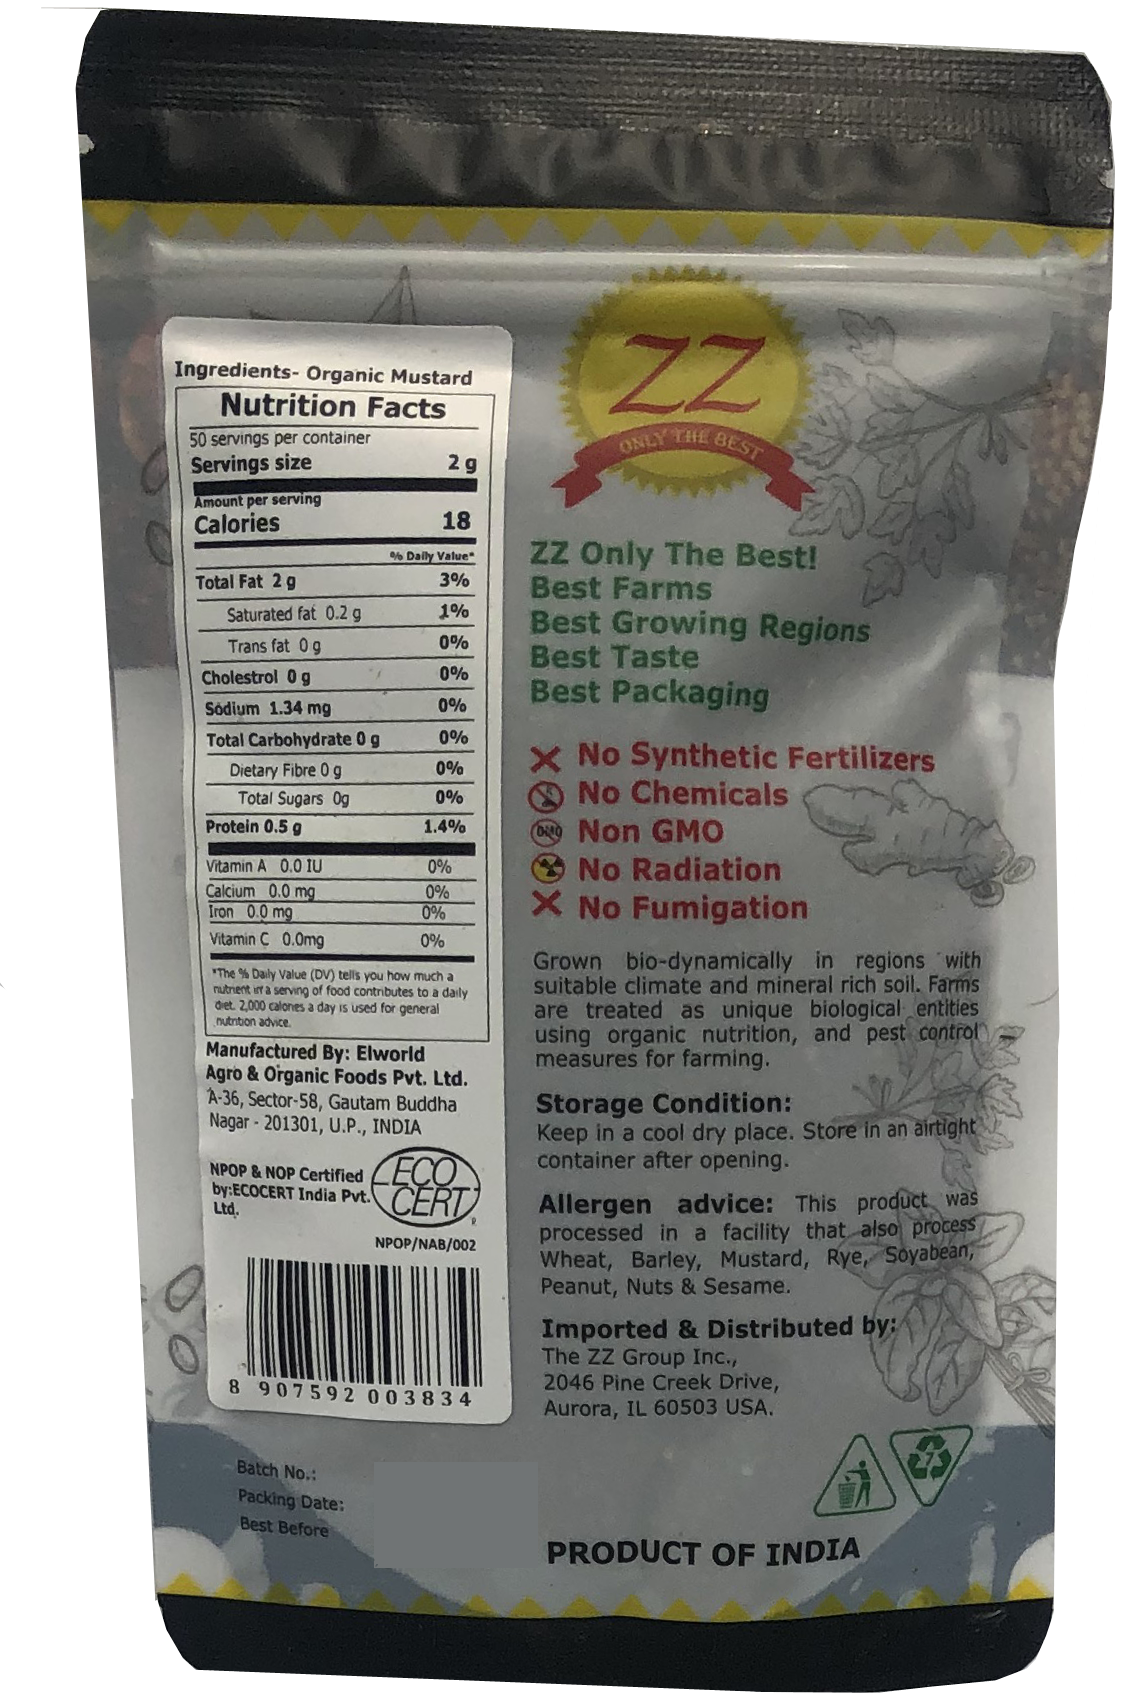 Ingredients- Organic Mustard
Nutrition Facts
50 servings per container
Servings size 2 g
Amount per serving
Calories 18
% Daily Value*
Total Fat 2 g 3%
Saturated fat 0.2 g 1%
Trans fat 0 g 0%
Cholestrol 0 g 0%
Sodium 1.34 mg 0%
Total Carbohydrate 0 g 0%
Dietary Fibre 0 g 0%
Total Sugars 0g 0%
Protein 0.5 g 1.4%
Vitamin A 0.0 IU 0%
Calcium 0.0 mg 0%
Iron 0.0 mg 0%
Vitamin C 0.0mg 0%
*The % Daily Value (DV) tells you how much a
nutrient in a serving of food contributes to a daily
diet. 2,000 calories a day is used for general
nutrition advice.
Manufactured By: Elworld
Agro & Organic Foods Pvt. Ltd.
A-36, Sector-58, Gautam Buddha
Nagar - 201301, U.P., INDIA
NPOP & NOP Certified
by:ECOCERT India Pvt.
Ltd.
ECO
CERT
R
NPOP/NAB/002
8 907592 003834
Batch No.:
Packing Date:
Best Before
ZZ
ONLY THE BEST
ZZ Only The Best!
Best Farms
Best Growing Regions
Best Taste
Best Packaging
No Synthetic Fertilizers
No Chemicals
GMO Non GMO
No Radiation
No Fumigation
Grown bio-dynamically in regions with
suitable climate and mineral rich soil. Farms
are treated as unique biological entities
using organic nutrition, and pest control
measures for farming.
Storage Condition:
Keep in a cool dry place. Store in an airtight
container after opening.
Allergen advice: This product was
processed in a facility that also process
Wheat, Barley, Mustard, Rye, Soyabean,
Peanut, Nuts & Sesame.
Imported & Distributed by:
The ZZ Group Inc.,
2046 Pine Creek Drive,
Aurora, IL 60503 USA.
7
PRODUCT OF INDIA